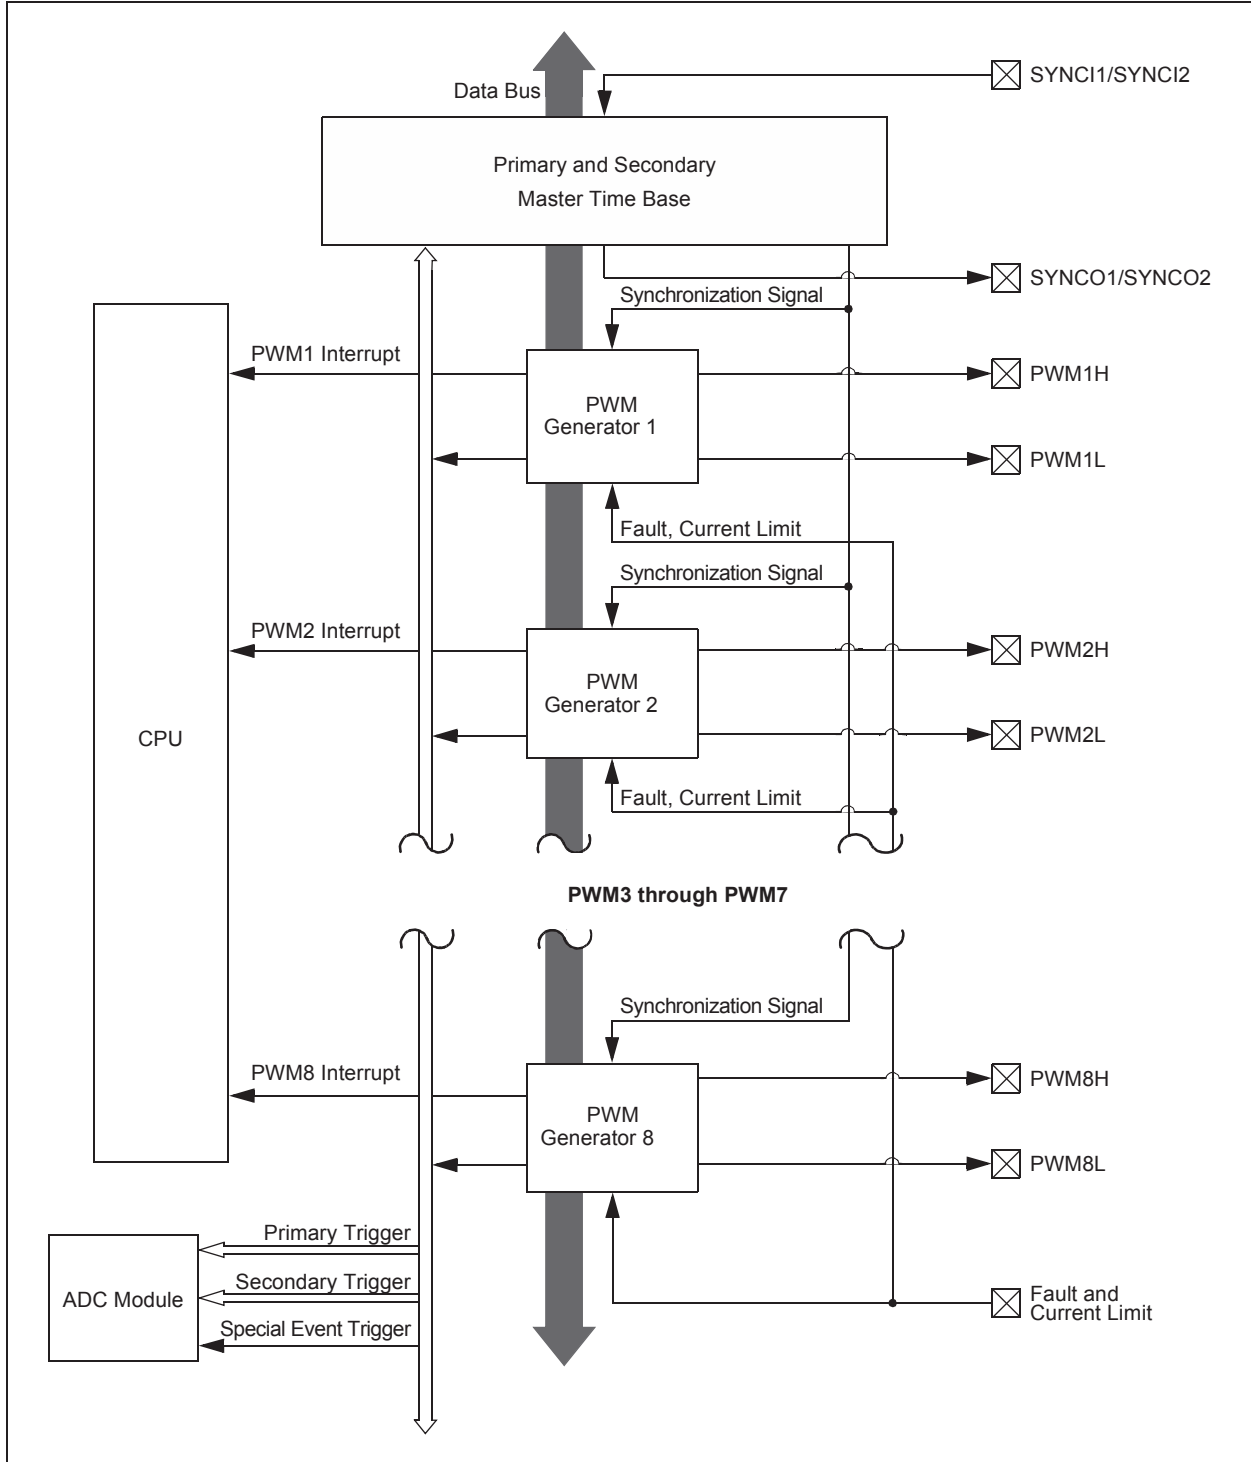 SYNCI1/SYNCI2
Data Bus
Primary and Secondary
Master Time Base
SYNCO1/SYNCO2
Synchronization Signal
PWM1 Interrupt
PWM1H
PWM
Generator 1
PWM1L
Fault, Current Limit
Synchronization Signal
PWM2 Interrupt
PWM2H
PWM
Generator 2
CPU
PWM2L
Fault, Current Limit
PWM3 through PWM7
Synchronization Signal
PWM8 Interrupt
PWM8H
PWM
Generator 8
PWM8L
Primary Trigger
Secondary Trigger
ADC Module
Special Event Trigger
Fault and
Current Limit